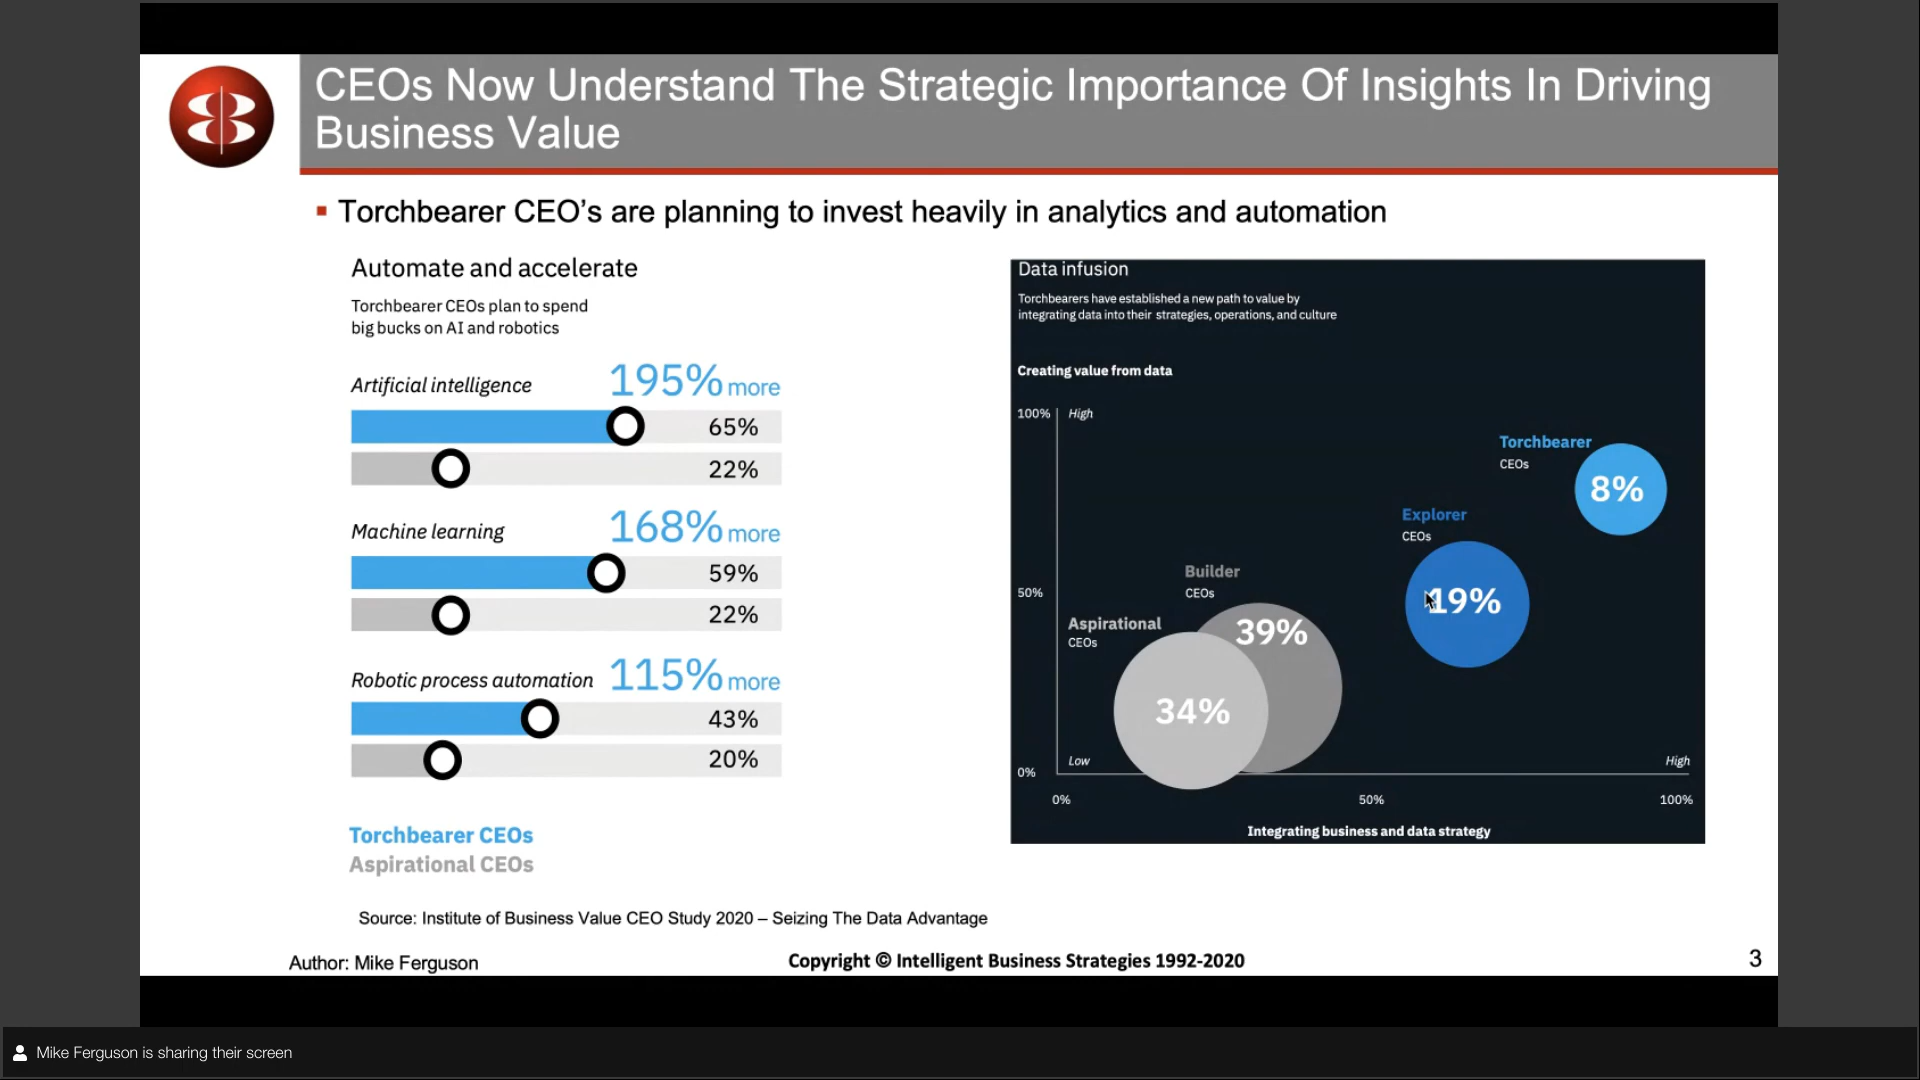 CEOs Now Understand The Strategic Importance Of Insights In Driving
Business Value
▪ Torchbearer CEO’s are planning to invest heavily in analytics and automation
Automate and accelerate
Torchbearer CEOs plan to spend
big bucks on AI and robotics
Artificial intelligence 195% more
65%
22%
Machine learning 168% more
59%
22%
Robotic process automation 115% more
43%
20%
Torchbearer CEOs
Aspirational CEOs
Data infusion
Torchbearers have established a new path to value by
integrating data into their strategies, operations, and culture
Creating value from data
100% High
Torchbearer
CEOs
8%
Explorer
CEOs
19%
Builder
CEOs
50%
39%
Aspirational
CEOs
34%
Low High
0%
0% 50% 100%
Integrating business and data strategy
Source: Institute of Business Value CEO Study 2020 – Seizing The Data Advantage
Author: Mike Ferguson
Copyright © Intelligent Business Strategies 1992-2020
3
Mike Ferguson is sharing their screen